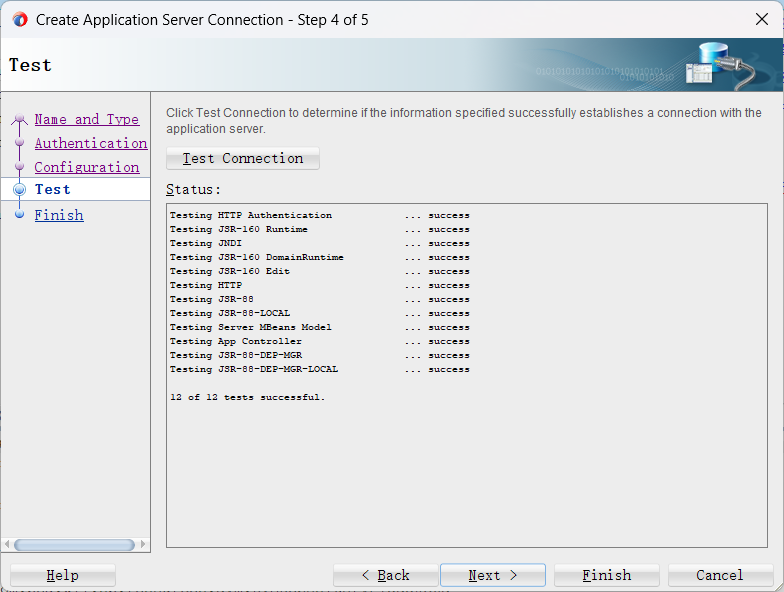 Create Application Server Connection - Step 4 of 5
Test
Name and Type
Authentication
Configuration
Test
Finish
Click Test Connection to determine if the information specified successfully establishes a connection with the
application server.
Test Connection
Status:
Testing HTTP Authentication ... success
Testing JSR-160 Runtime ... success
Testing JNDI ... success
Testing JSR-160 DomainRuntime ... success
Testing JSR-160 Edit ... success
Testing HTTP ... success
Testing JSR-88 ... success
Testing JSR-88-LOCAL ... success
Testing Server MBeans Model ... success
Testing App Controller ... success
Testing JSR-88-DEP-MGR ... success
Testing JSR-88-DEP-MGR-LOCAL ... success
12 of 12 tests successful.
Help
< Back
Next >
Finish
Cancel